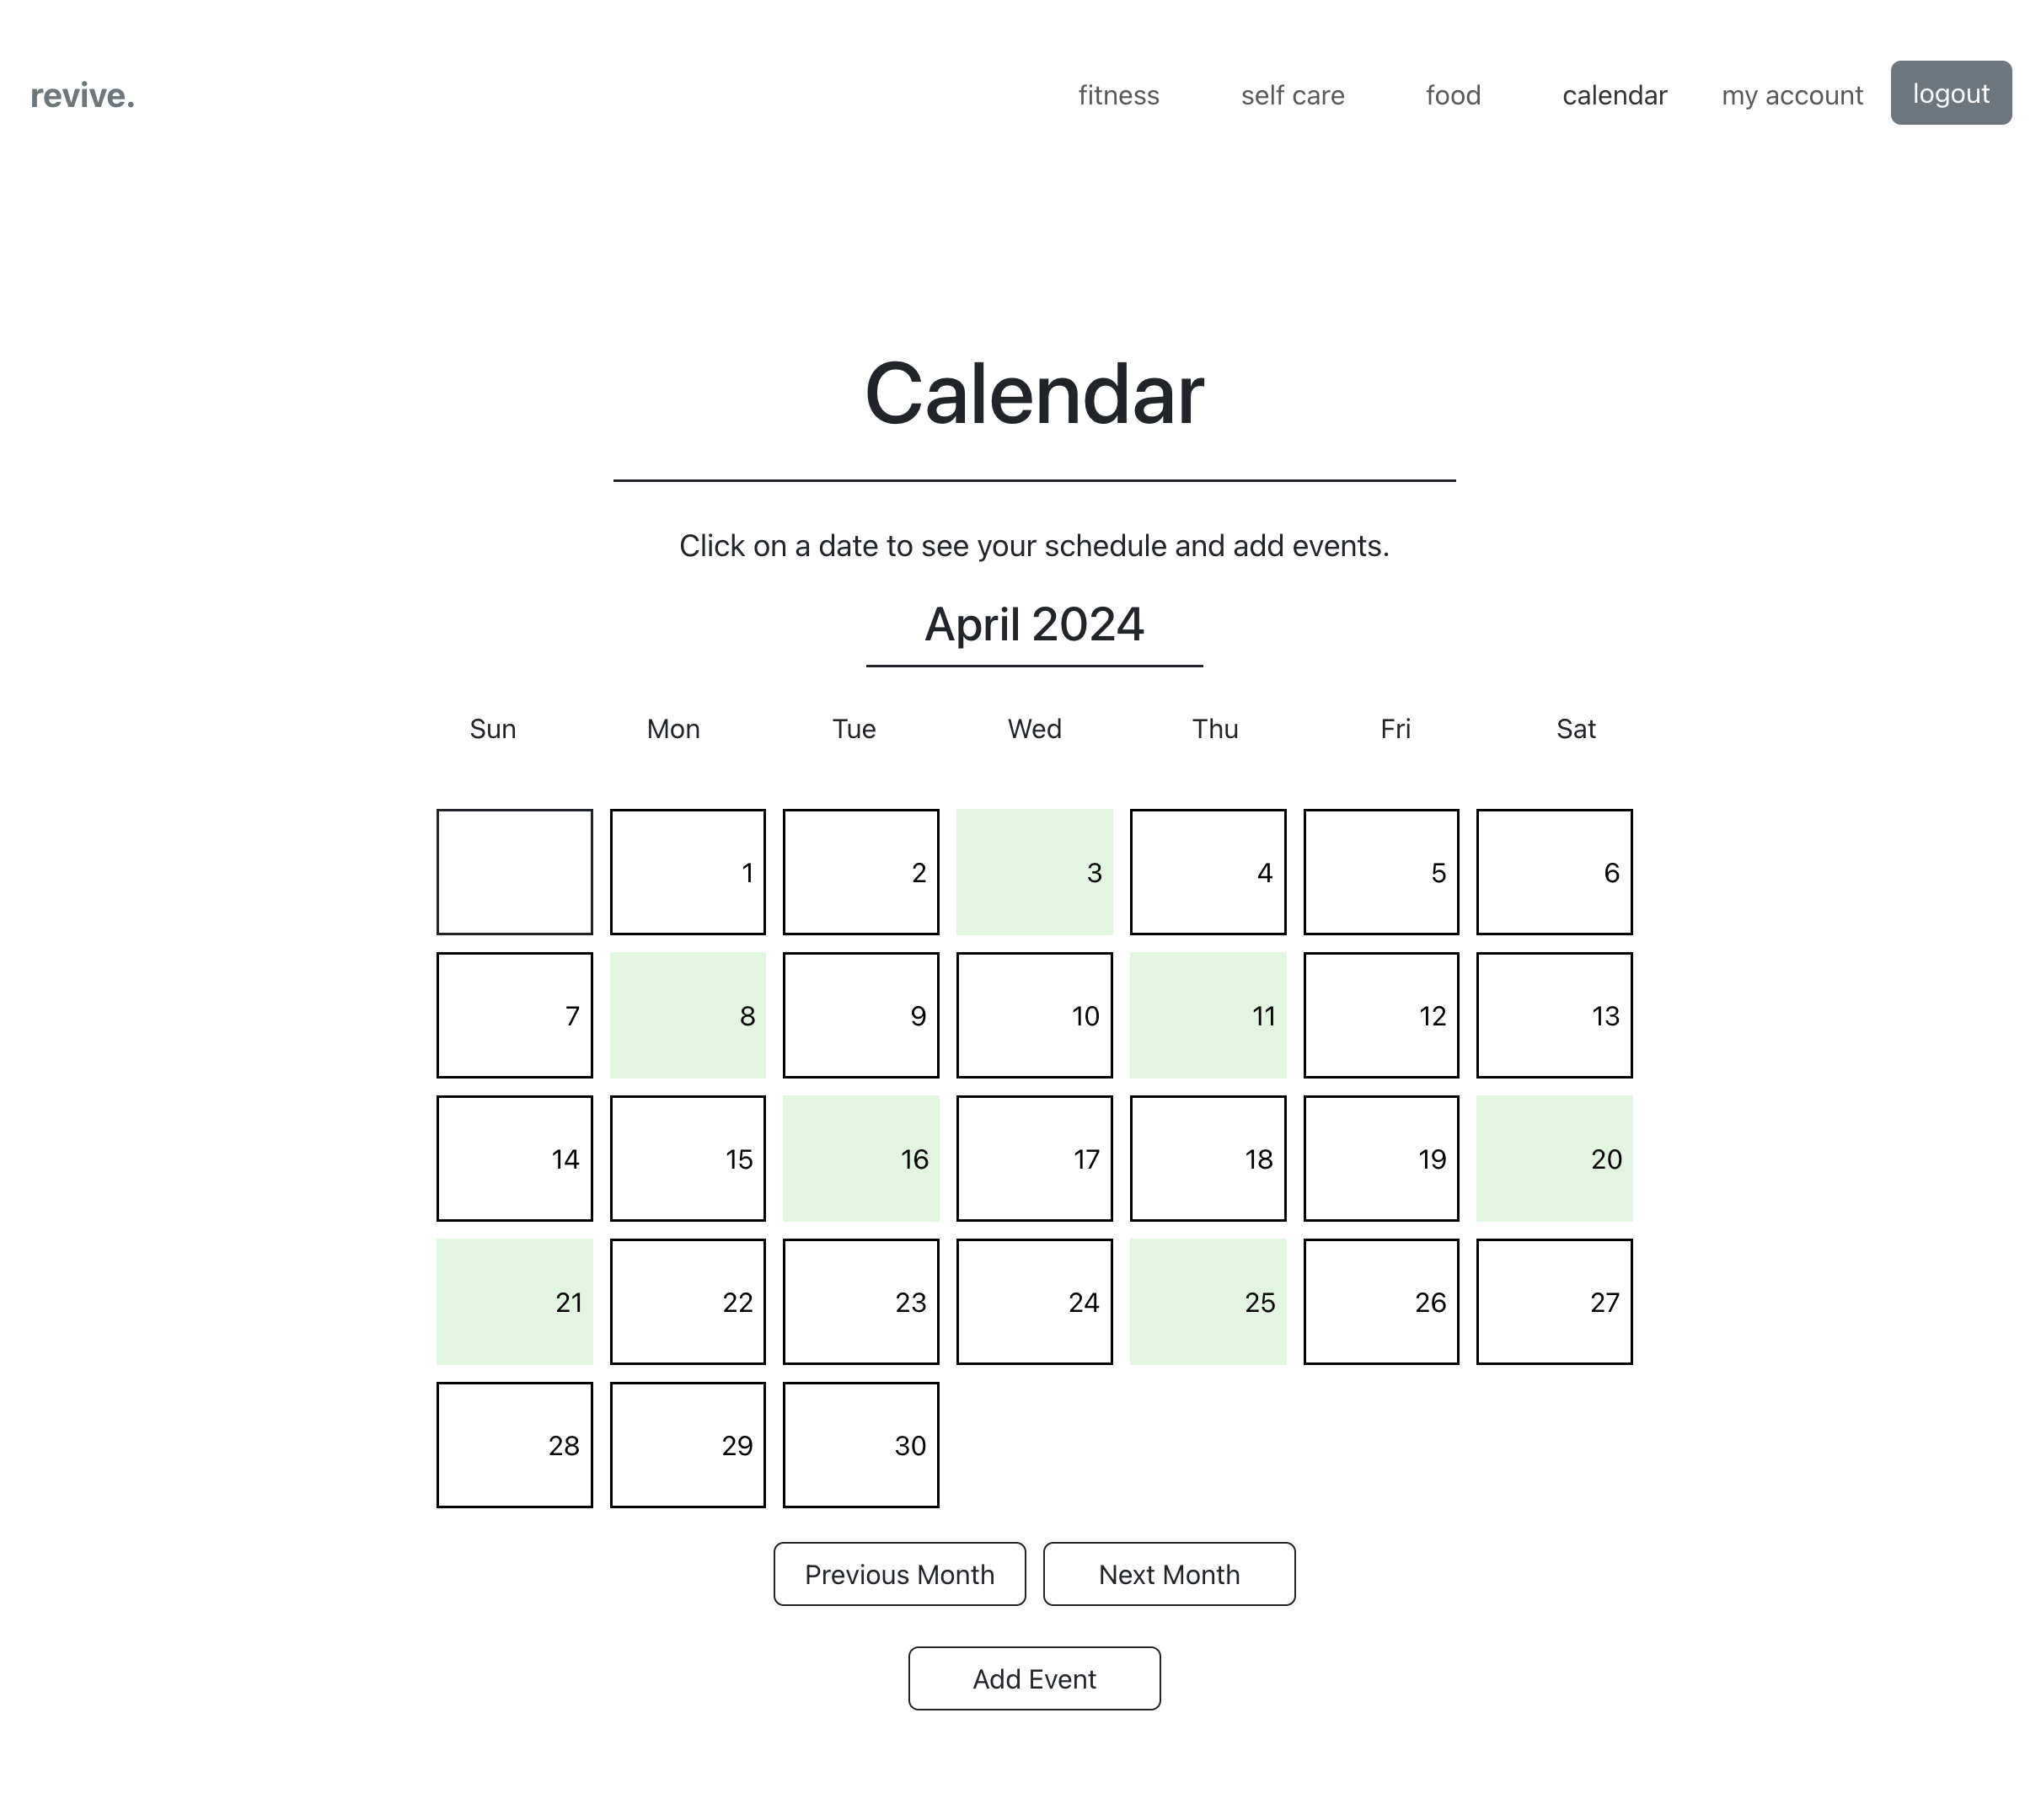 revive. fitness self care food calendar my account logout
Calendar
Click on a date to see your schedule and add events.
April 2024
Sun Mon Tue Wed Thu Fri Sat
1 2 3 4 5 6
7 8 9 10 11 12 13
14 15 16 17 18 19 20
21 22 23 24 25 26 27
28 29 30
Previous Month Next Month
Add Event